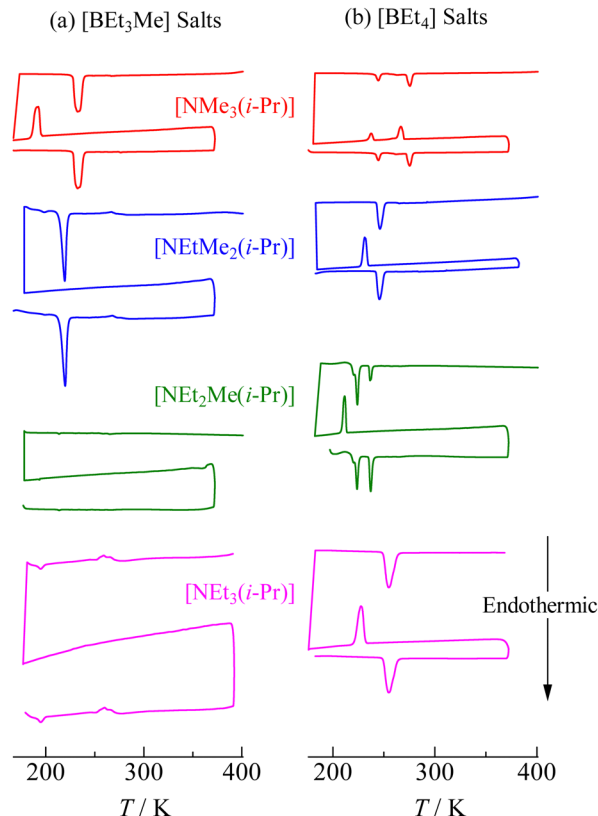 (a) [BEt₃Me] Salts
(b) [BEt₄] Salts
[NMe₃(i-Pr)]
[NEtMe₂(i-Pr)]
[NEt₂Me(i-Pr)]
[NEt₃(i-Pr)]
Endothermic
200 300 400
200 300 400
T / K
T / K